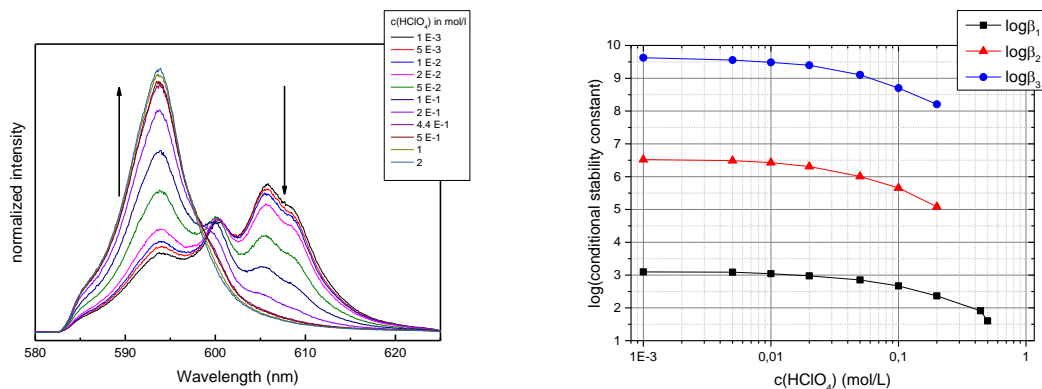 c(HClO₄) in mol/l
1 E-3
5 E-3
1 E-2
2 E-2
5 E-2
1 E-1
2 E-1
4.4 E-1
5 E-1
1
2
normalized intensity
580 590 600 610 620
Wavelength (nm)
logβ₁
logβ₂
logβ₃
10
9
8
7
6
5
4
3
2
1
log(conditional stability constant)
1E-3 0,01 0,1 1
c(HClO₄) (mol/L)